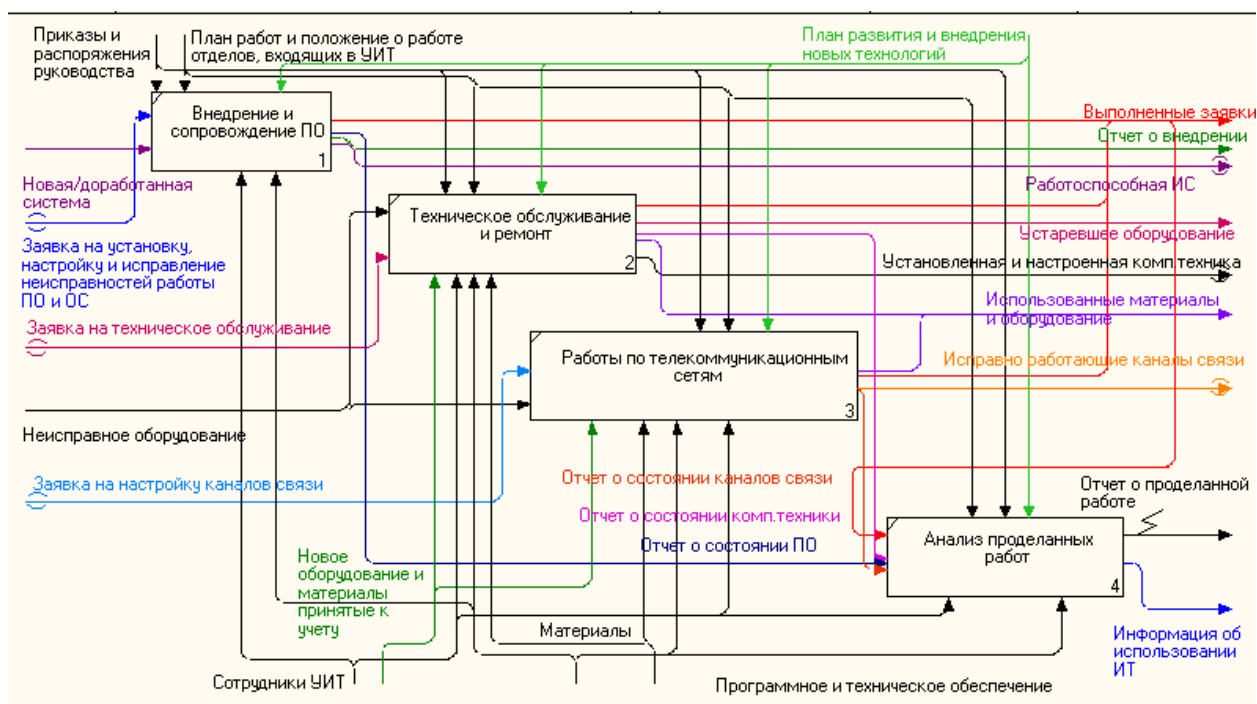 Приказы и
распоряжения
руководства
План работ и положение о работе
отделов, входящих в УИТ
План развития и внедрения
новых технологий
Внедрение и
сопровождение ПО
1
Выполненные заявки
Отчет о внедрении
Работоспособная ИС
Новая/доработанная
система
Заявка на установку,
настройку и исправление
неисправностей работы
ПО и ОС
Техническое обслуживание
и ремонт
2
Устаревшее оборудование
Установленная и настроенная комп.техника
Использованные материалы
и оборудование
Заявка на техническое обслуживание
Работы по телекоммуникационным
сетям
3
Исправно работающие каналы связи
Неисправное оборудование
Заявка на настройку каналов связи
Отчет о состоянии каналов связи
Отчет о состоянии комп.техники
Отчет о состоянии ПО
Отчет о проделанной
работе
Анализ проделанных
работ
4
Новое
оборудование и
материалы
принятые к
учету
Материалы
Информация об
использовании
ИТ
Сотрудники УИТ
Программное и техническое обеспечение